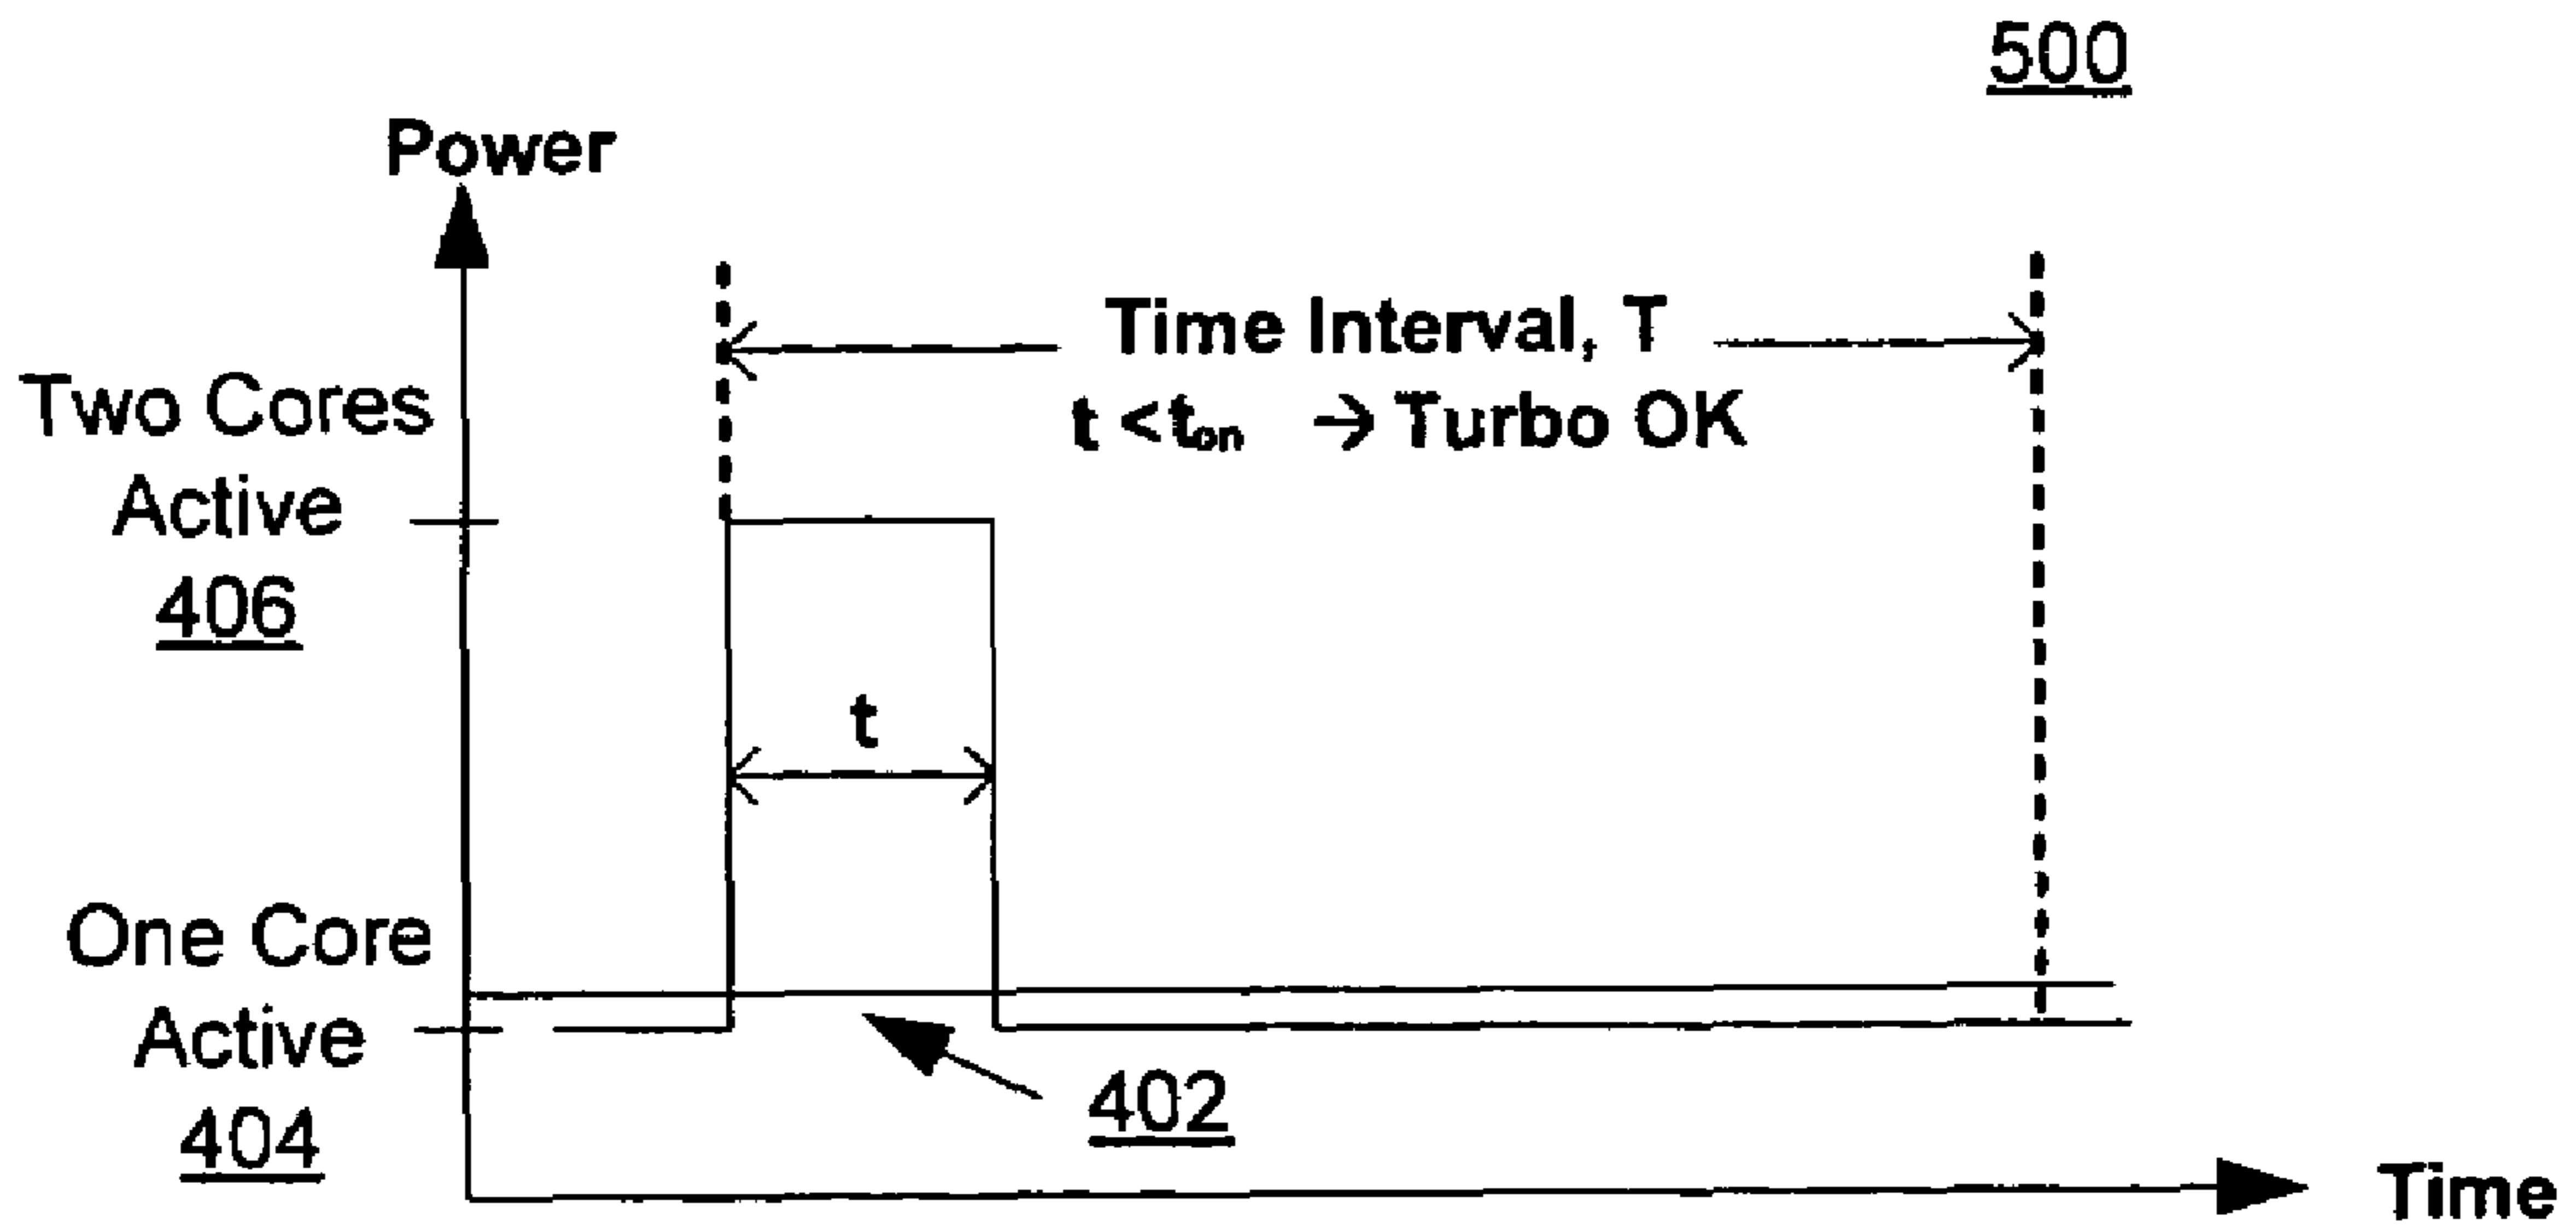 500
Power
Time Interval, T
t < ton → Turbo OK
Two Cores
Active
406
t
One Core
Active
404
402
Time